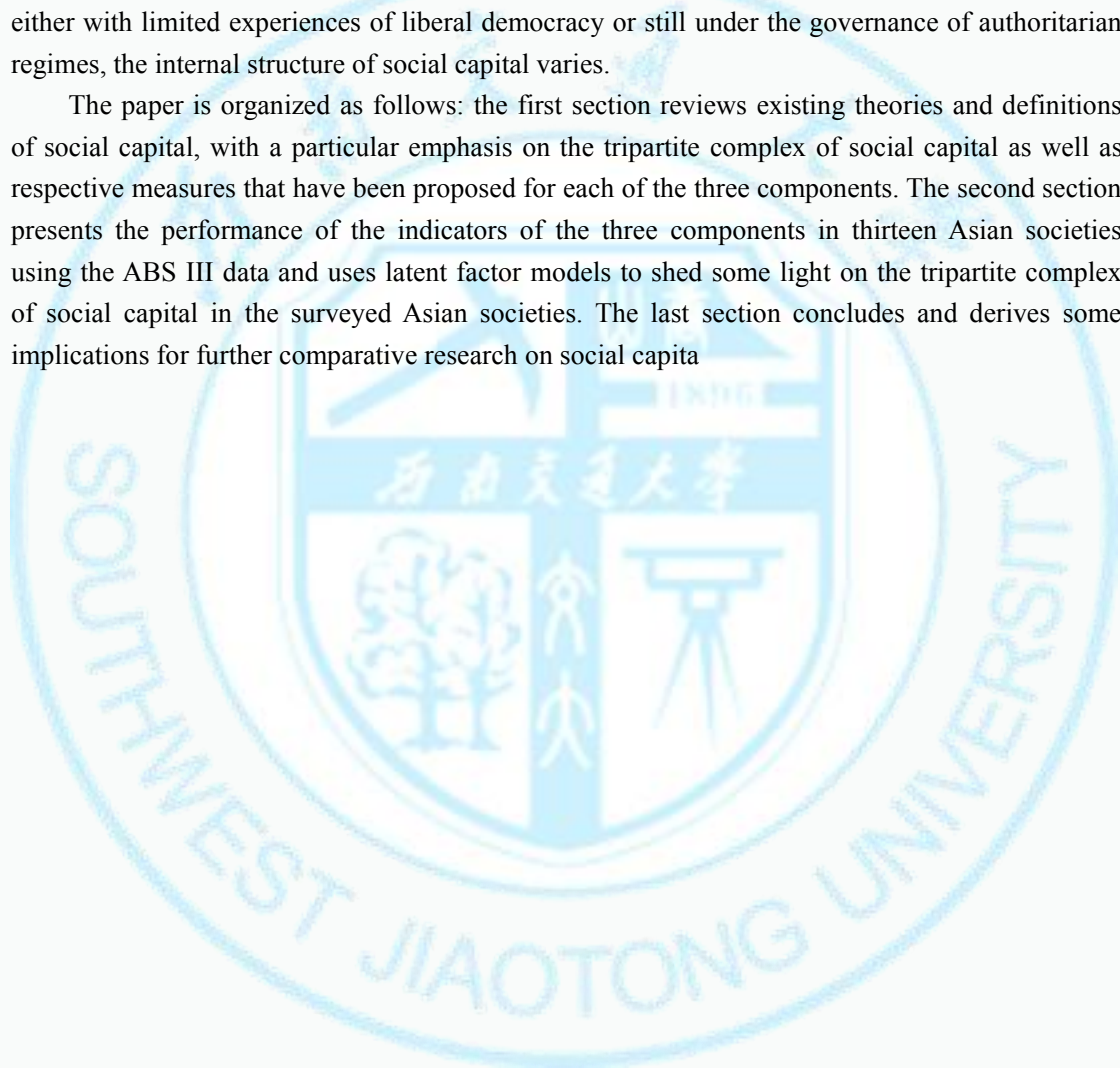 either with limited experiences of liberal democracy or still under the governance of authoritarian
regimes, the internal structure of social capital varies.
The paper is organized as follows: the first section reviews existing theories and definitions
of social capital, with a particular emphasis on the tripartite complex of social capital as well as
respective measures that have been proposed for each of the three components. The second section
presents the performance of the indicators of the three components in thirteen Asian societies
using the ABS III data and uses latent factor models to shed some light on the tripartite complex
of social capital in the surveyed Asian societies. The last section concludes and derives some
implications for further comparative research on social capita
1896
西南交通大學
SOUTHWEST JIAOTONG UNIVERSITY